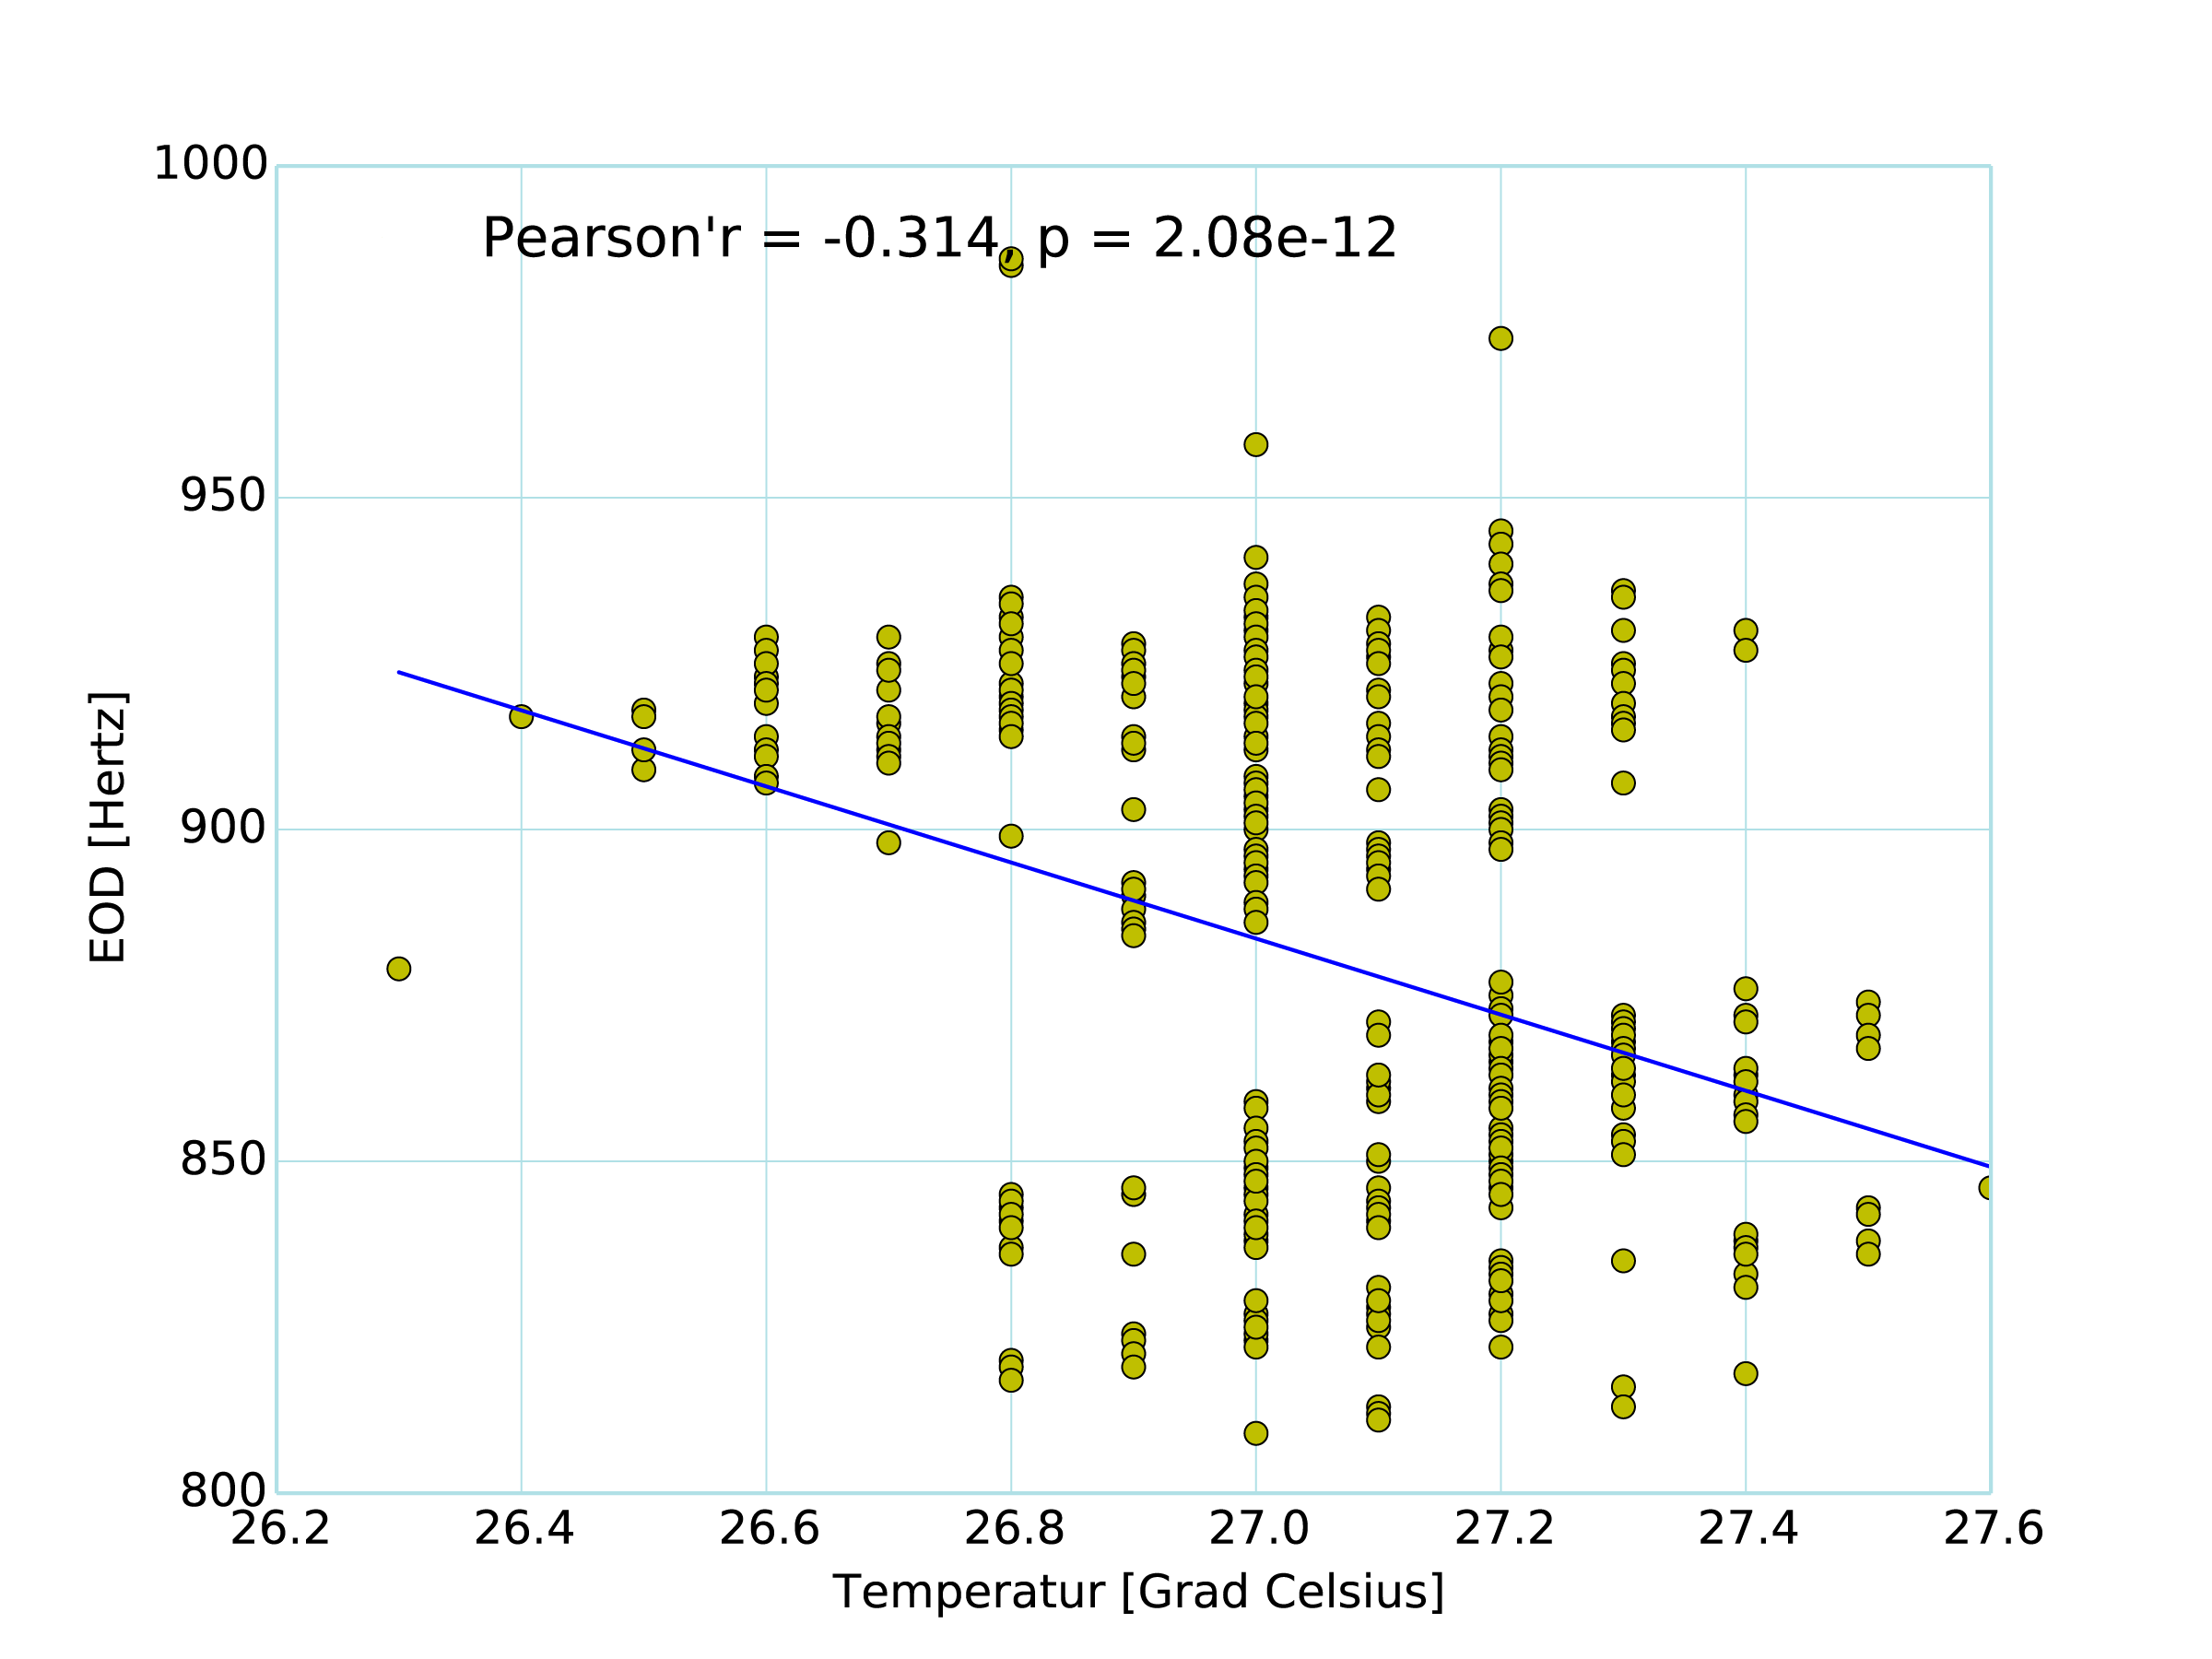 Pearson'r = -0.314, p = 2.08e-12
1000
950
900
850
800
EOD [Hertz]
26.2 26.4 26.6 26.8 27.0 27.2 27.4 27.6
Temperatur [Grad Celsius]